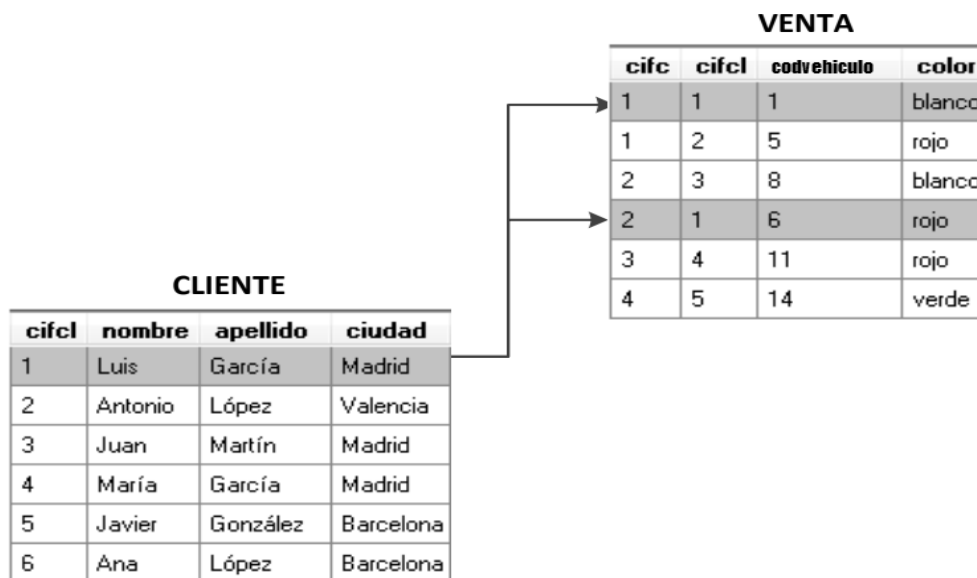 VENTA
cifc cifcl codvehiculo color
1 1 1 blanco
1 2 5 rojo
2 3 8 blanco
2 1 6 rojo
3 4 11 rojo
4 5 14 verde
CLIENTE
cifcl nombre apellido ciudad
1 Luis García Madrid
2 Antonio López Valencia
3 Juan Martín Madrid
4 María García Madrid
5 Javier González Barcelona
6 Ana López Barcelona